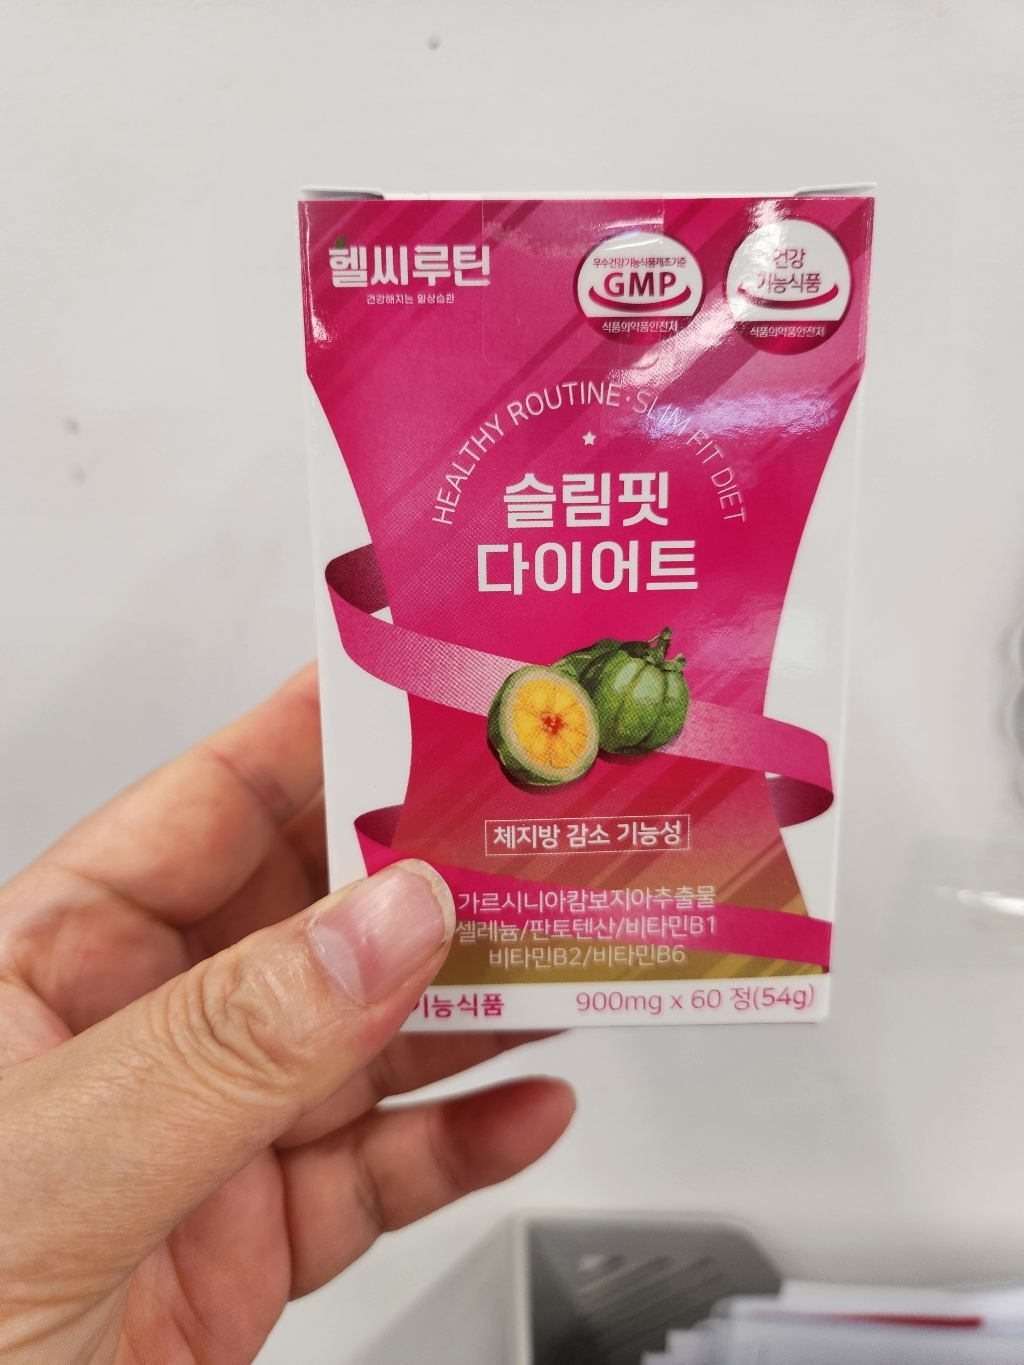 헬씨루틴
건강해지는 일상습관
우수건강기능식품제조기준
GMP
식품의약품안전처
건강
기능식품
식품의약품안전처
HEALTHY ROUTINE·SLIM FIT DIET
슬림핏
다이어트
체지방 감소 기능성
가르시니아캄보지아추출물
셀레늄/판토텐산/비타민B1
비타민B2/비타민B6
기능식품
900mg x 60 정(54g)